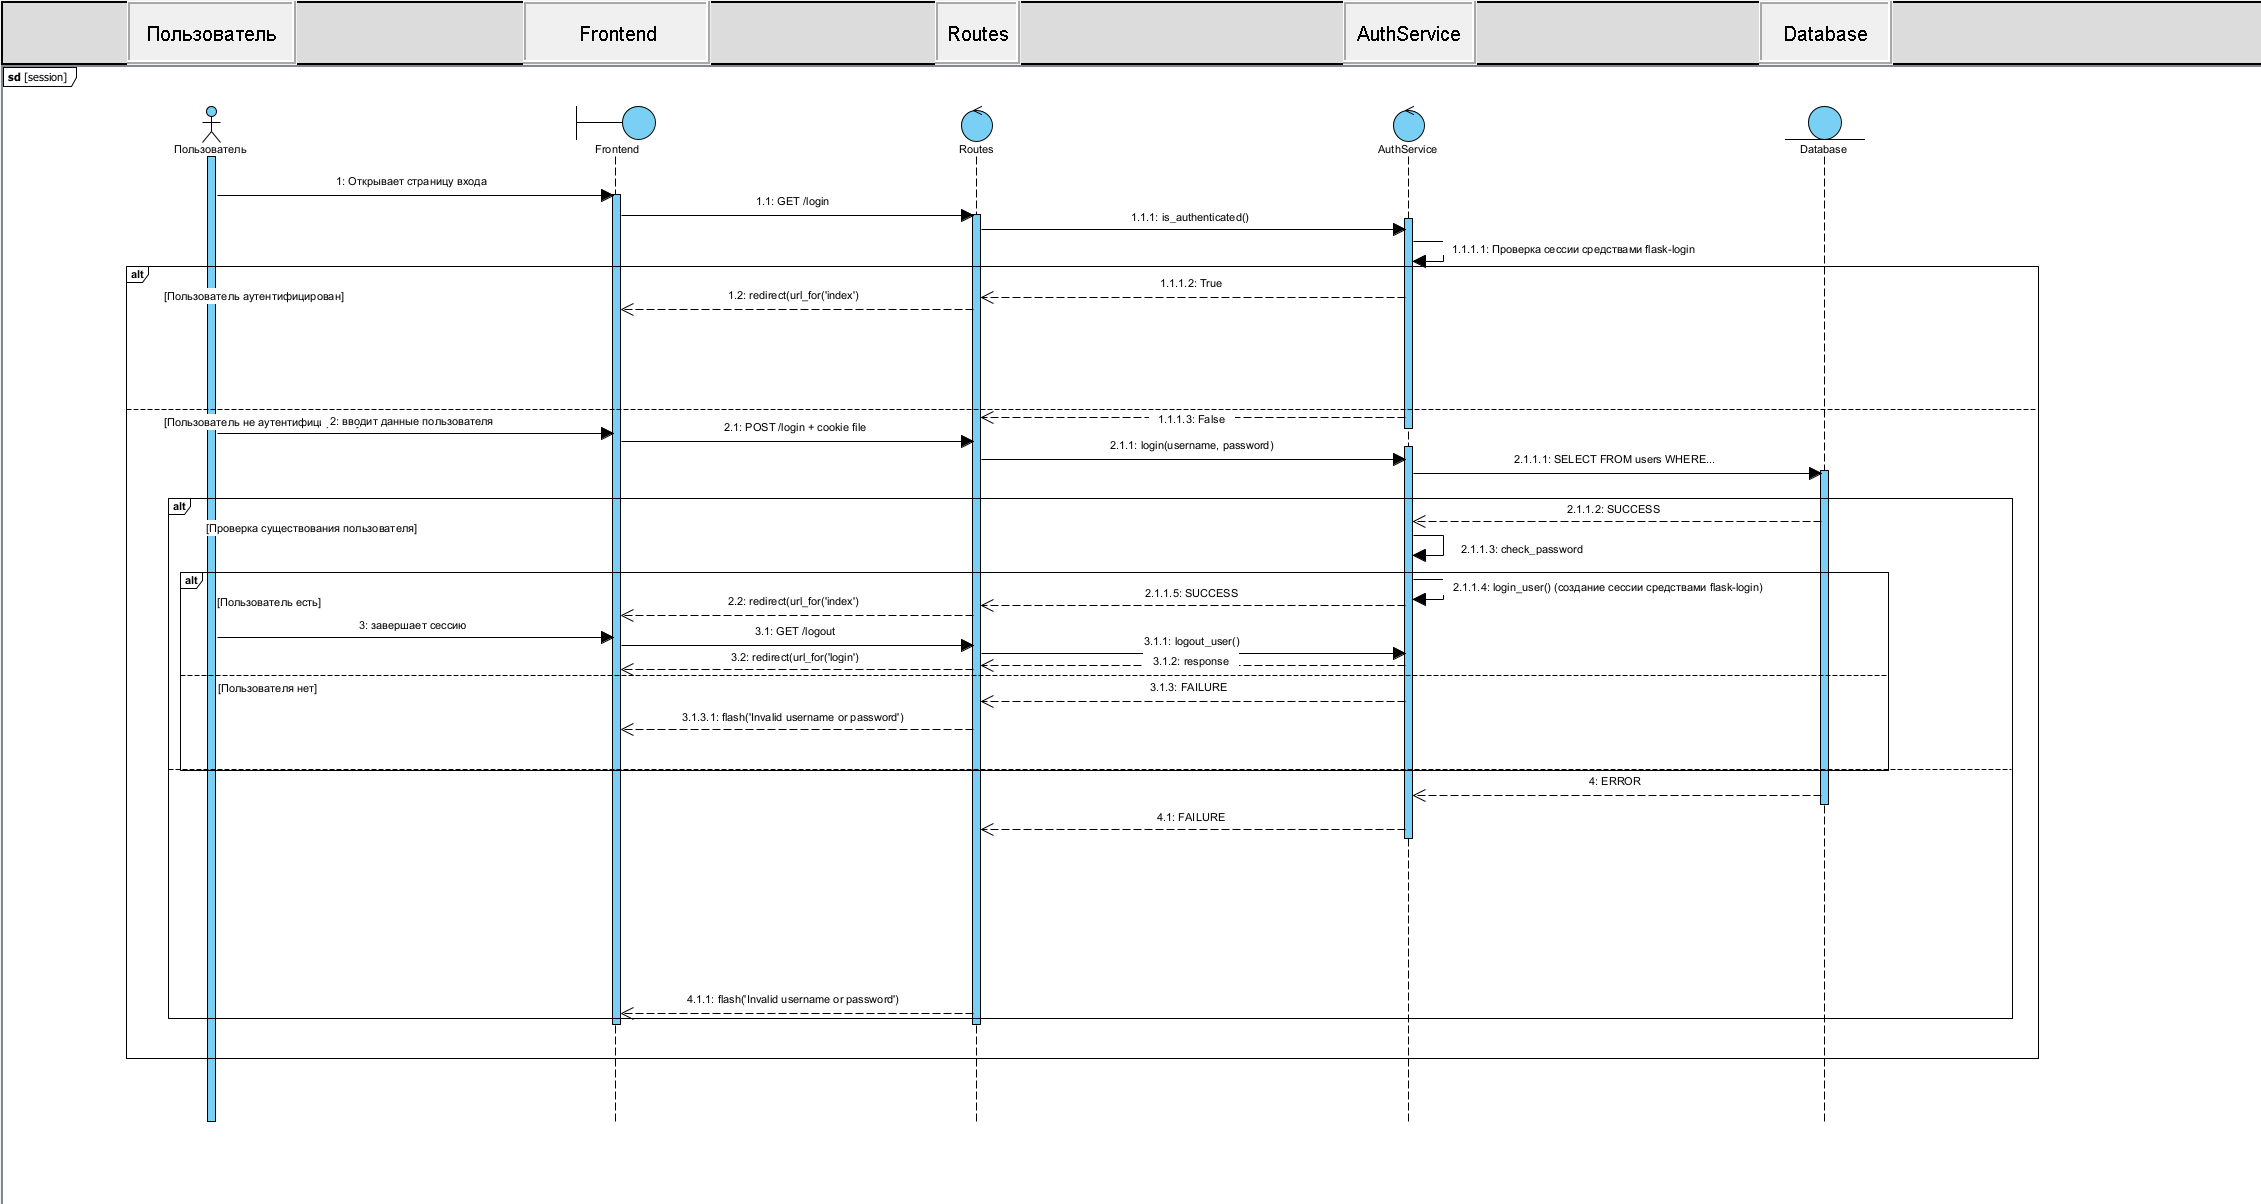 Пользователь
Frontend
Routes
AuthService
Database
sd [session]
Пользователь
Frontend
Routes
AuthService
Database
1: Открывает страницу входа
1.1: GET /login
1.1.1: is_authenticated()
1.1.1.1: Проверка сессии средствами flask-login
alt
[Пользователь аутентифицирован]
1.2: redirect(url_for('index')
1.1.1.2: True
1.1.1.3: False
[Пользователь не аутентифиці
2: вводит данные пользователя
2.1: POST /login + cookie file
2.1.1: login(username, password)
2.1.1.1: SELECT FROM users WHERE...
alt
[Проверка существования пользователя]
2.1.1.2: SUCCESS
2.1.1.3: check_password
alt
[Пользователь есть]
2.1.1.4: login_user() (создание сессии средствами flask-login)
2.1.1.5: SUCCESS
2.2: redirect(url_for('index')
3: завершает сессию
3.1: GET /logout
3.1.1: logout_user()
3.2: redirect(url_for('login')
3.1.2: response
[Пользователя нет]
3.1.3: FAILURE
3.1.3.1: flash('Invalid username or password')
4: ERROR
4.1: FAILURE
4.1.1: flash('Invalid username or password')